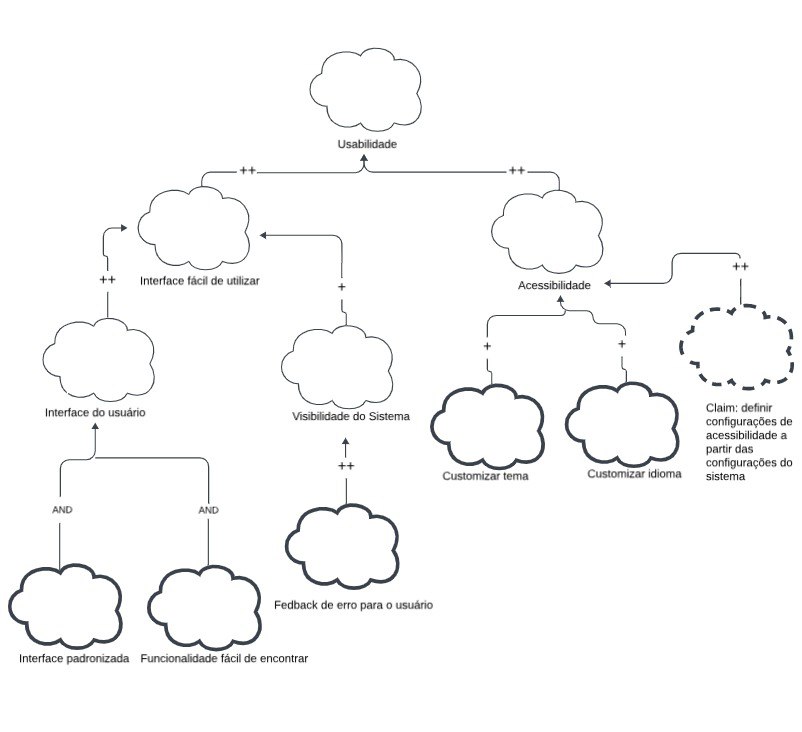 Usabilidade
++
++
Interface fácil de utilizar
Acessibilidade
++
++
+
+
+
Interface do usuário
Visibilidade do Sistema
Claim: definir
configurações de
acessibilidade a
partir das
configurações do
sistema
Customizar tema
Customizar idioma
++
AND
AND
Fedback de erro para o usuário
Interface padronizada
Funcionalidade fácil de encontrar